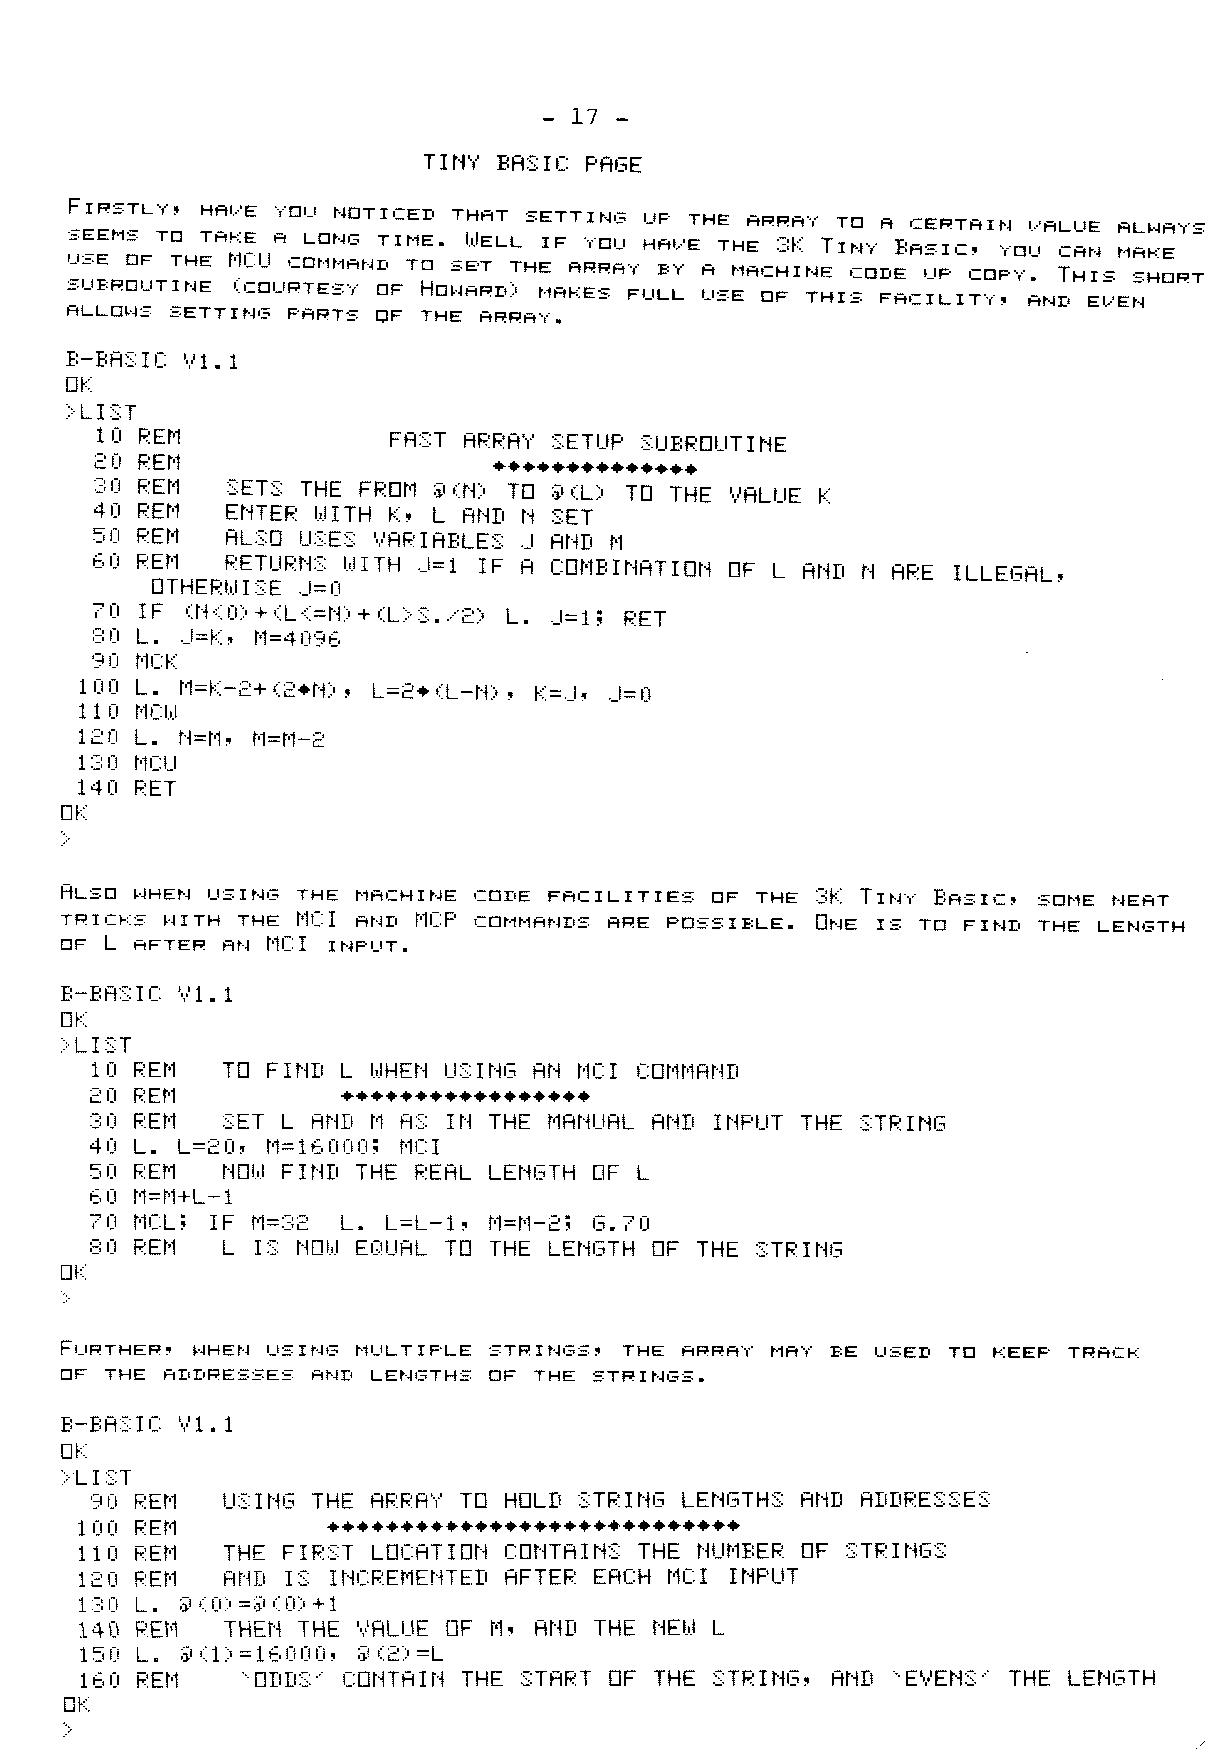 - 17 -
TINY BASIC PAGE
FIRSTLY, HAVE YOU NOTICED THAT SETTING UP THE ARRAY TO A CERTAIN VALUE ALWAYS
SEEMS TO TAKE A LONG TIME. WELL IF YOU HAVE THE 3K TINY BASIC, YOU CAN MAKE
USE OF THE MCU COMMAND TO SET THE ARRAY BY A MACHINE CODE UP COPY. THIS SHORT
SUBROUTINE (COURTESY OF HOWARD) MAKES FULL USE OF THIS FACILITY, AND EVEN
ALLOWS SETTING PARTS OF THE ARRAY.
B-BASIC V1.1
OK
>LIST
10 REM FAST ARRAY SETUP SUBROUTINE
20 REM **************
30 REM SETS THE FROM @(N) TO @(L) TO THE VALUE K
40 REM ENTER WITH K, L AND N SET
50 REM ALSO USES VARIABLES J AND M
60 REM RETURNS WITH J=1 IF A COMBINATION OF L AND N ARE ILLEGAL,
OTHERWISE J=0
70 IF (N<0)+(L<=N)+(L>S./2) L. J=1; RET
80 L. J=K, M=4096
90 MCK
100 L. M=K-2+(2*N), L=2*(L-N), K=J, J=0
110 MCW
120 L. N=M, M=M-2
130 MCU
140 RET
OK
>
ALSO WHEN USING THE MACHINE CODE FACILITIES OF THE 3K TINY BASIC, SOME NEAT
TRICKS WITH THE MCI AND MCP COMMANDS ARE POSSIBLE. ONE IS TO FIND THE LENGTH
OF L AFTER AN MCI INPUT.
B-BASIC V1.1
OK
>LIST
10 REM TO FIND L WHEN USING AN MCI COMMAND
20 REM *****************
30 REM SET L AND M AS IN THE MANUAL AND INPUT THE STRING
40 L. L=20, M=16000; MCI
50 REM NOW FIND THE REAL LENGTH OF L
60 M=M+L-1
70 MCL; IF M=32 L. L=L-1, M=M-2; G.70
80 REM L IS NOW EQUAL TO THE LENGTH OF THE STRING
OK
>
FURTHER, WHEN USING MULTIPLE STRINGS, THE ARRAY MAY BE USED TO KEEP TRACK
OF THE ADDRESSES AND LENGTHS OF THE STRINGS.
B-BASIC V1.1
OK
>LIST
90 REM USING THE ARRAY TO HOLD STRING LENGTHS AND ADDRESSES
100 REM ****************************
110 REM THE FIRST LOCATION CONTAINS THE NUMBER OF STRINGS
120 REM AND IS INCREMENTED AFTER EACH MCI INPUT
130 L. @(0)=@(0)+1
140 REM THEN THE VALUE OF M, AND THE NEW L
150 L. @(1)=16000, @(2)=L
160 REM `ODDS´ CONTAIN THE START OF THE STRING, AND `EVENS´ THE LENGTH
OK
>